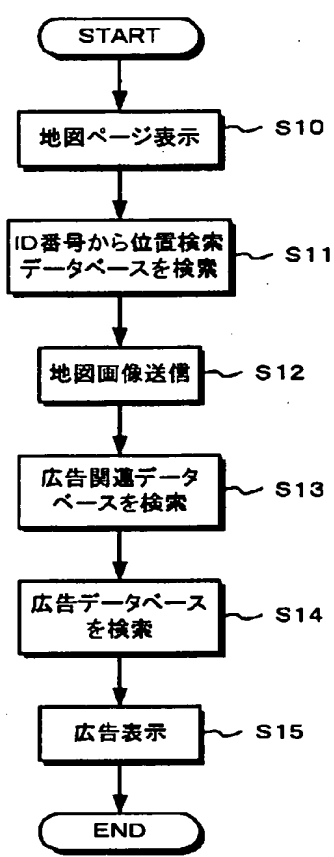 START
地図ページ表示
S10
ID番号から位置検索
データベースを検索
S11
地図画像送信
S12
広告関連データ
ベースを検索
S13
広告データベース
を検索
S14
広告表示
S15
END